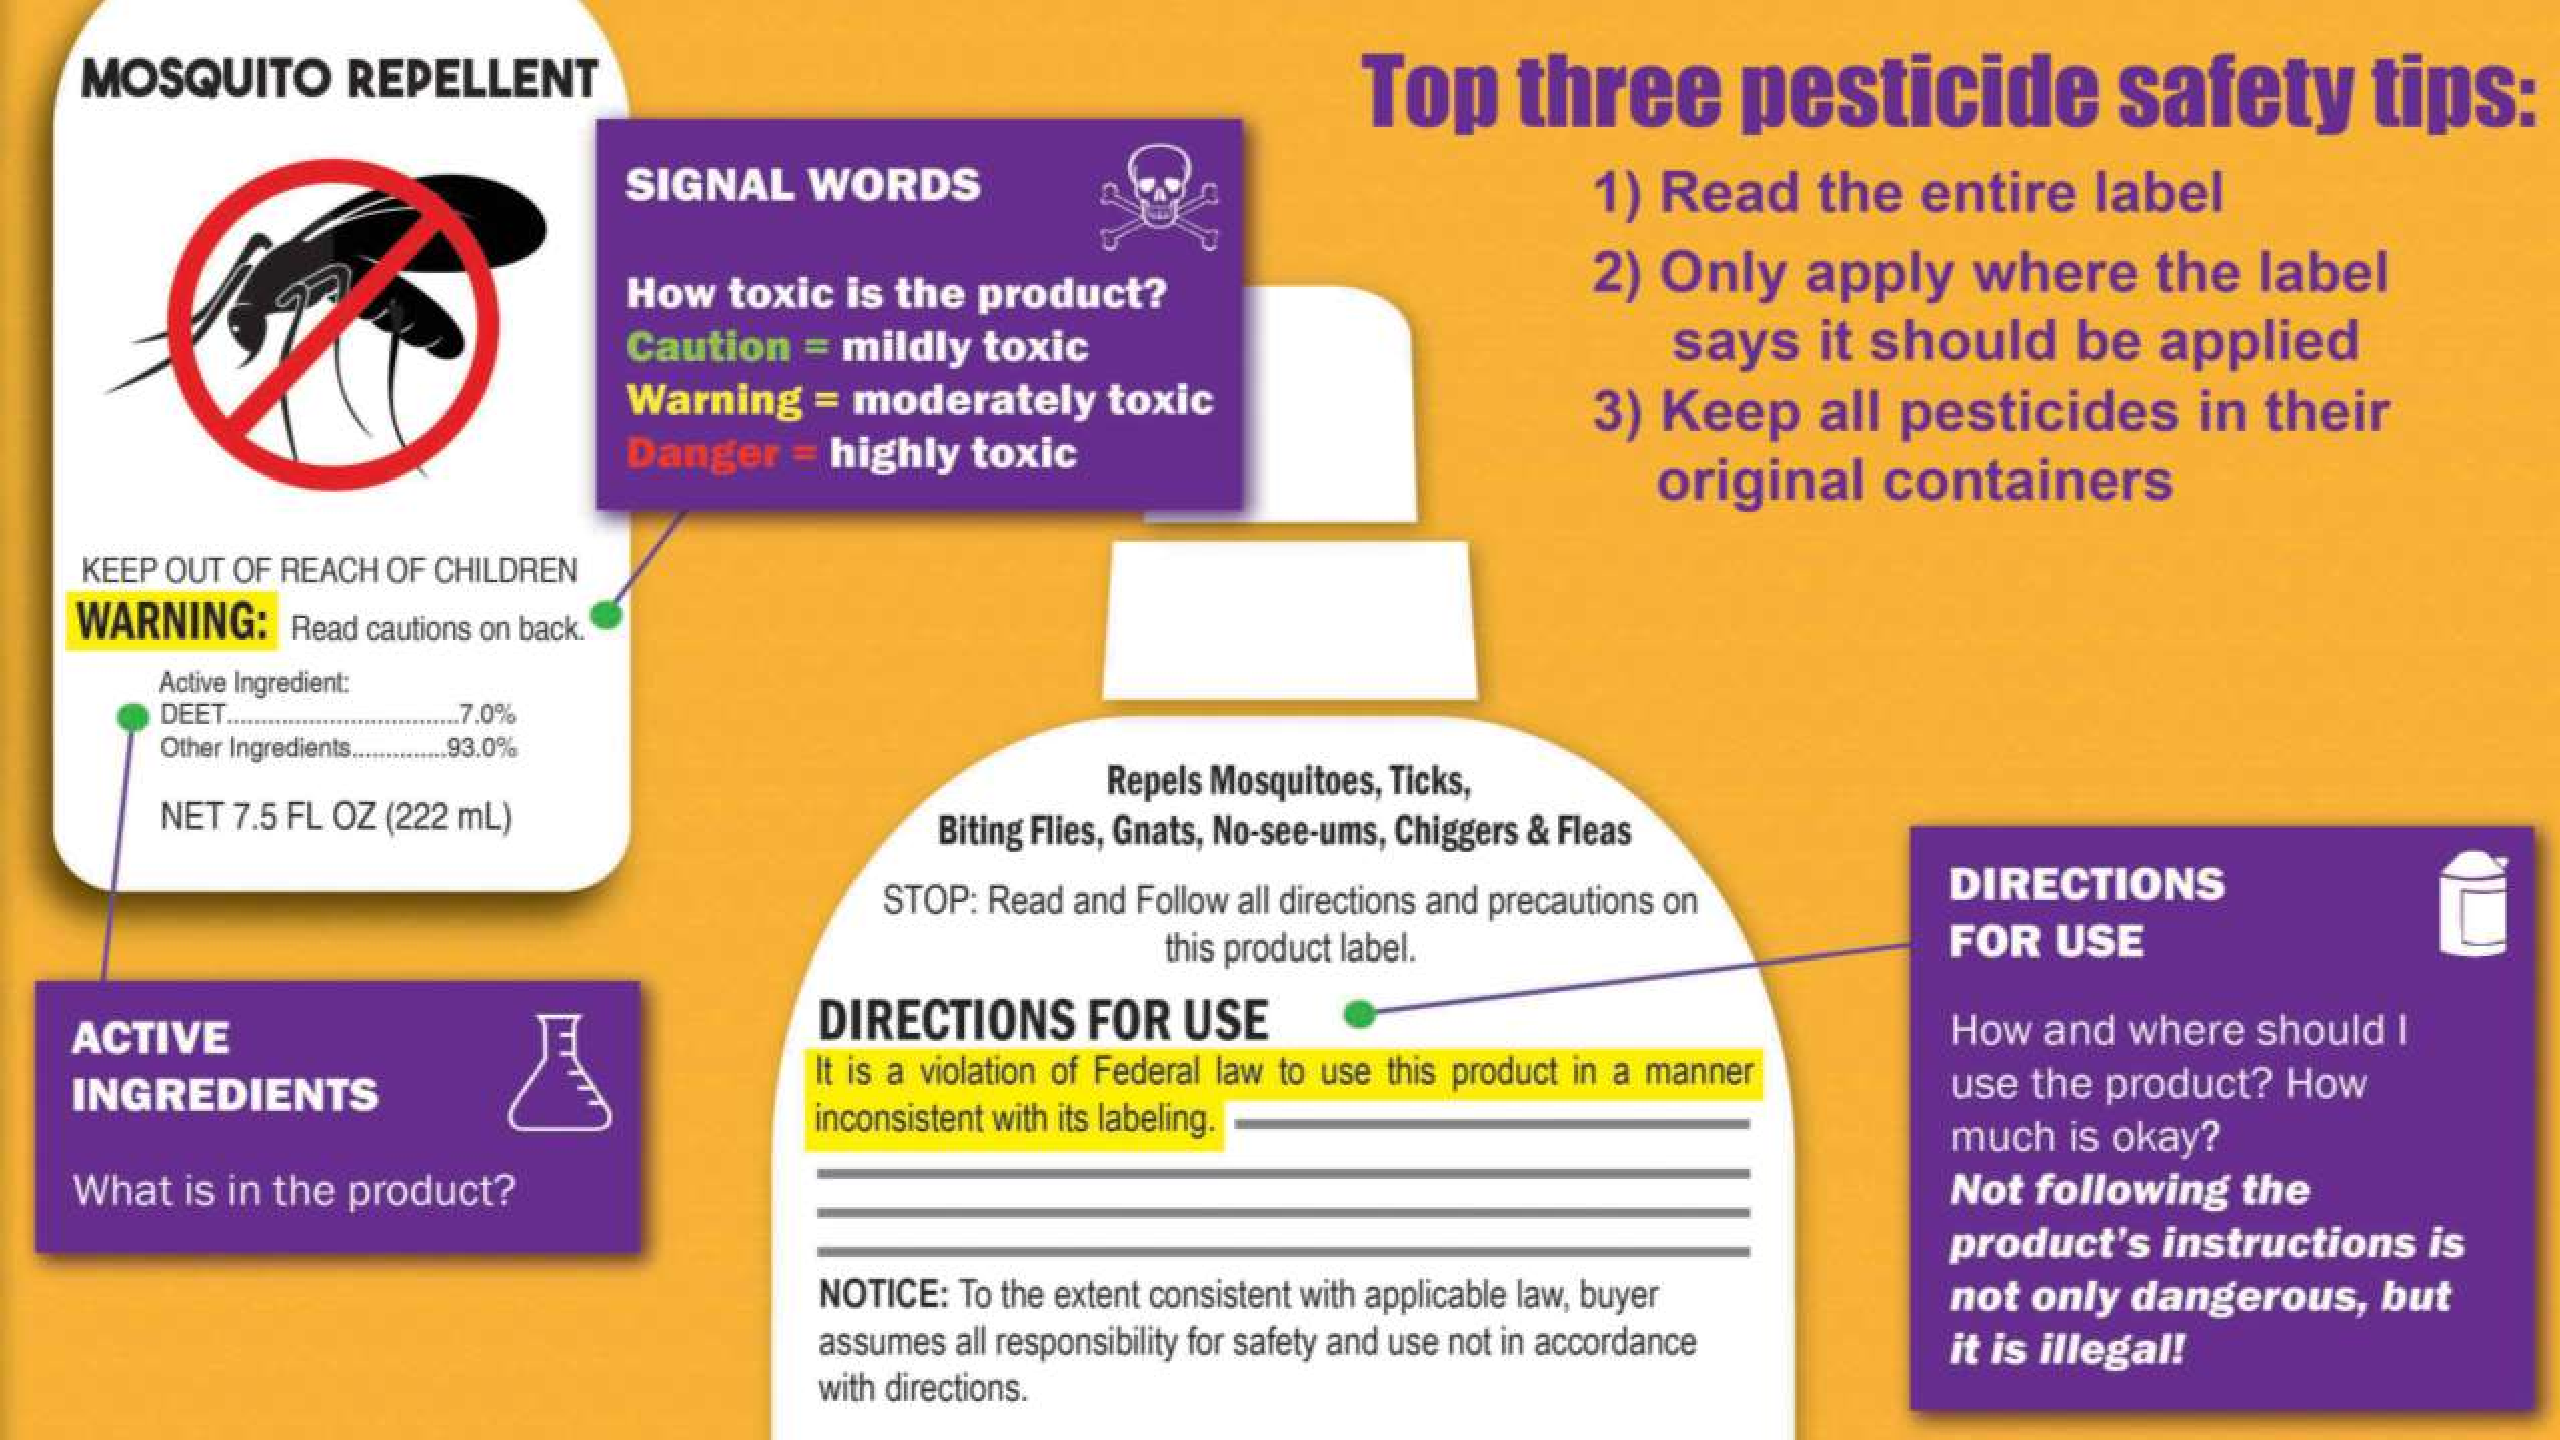 MOSQUITO REPELLENT
KEEP OUT OF REACH OF CHILDREN
WARNING: Read cautions on back.
Active Ingredient:
DEET..................................7.0%
Other Ingredients..............93.0%
NET 7.5 FL OZ (222 mL)
SIGNAL WORDS
How toxic is the product?
Caution = mildly toxic
Warning = moderately toxic
Danger = highly toxic
Top three pesticide safety tips:
1) Read the entire label
2) Only apply where the label
says it should be applied
3) Keep all pesticides in their
original containers
ACTIVE
INGREDIENTS
What is in the product?
Repels Mosquitoes, Ticks,
Biting Flies, Gnats, No-see-ums, Chiggers & Fleas
STOP: Read and Follow all directions and precautions on
this product label.
DIRECTIONS FOR USE
It is a violation of Federal law to use this product in a manner
inconsistent with its labeling.
NOTICE: To the extent consistent with applicable law, buyer
assumes all responsibility for safety and use not in accordance
with directions.
DIRECTIONS
FOR USE
How and where should I
use the product? How
much is okay?
Not following the
product's instructions is
not only dangerous, but
it is illegal!